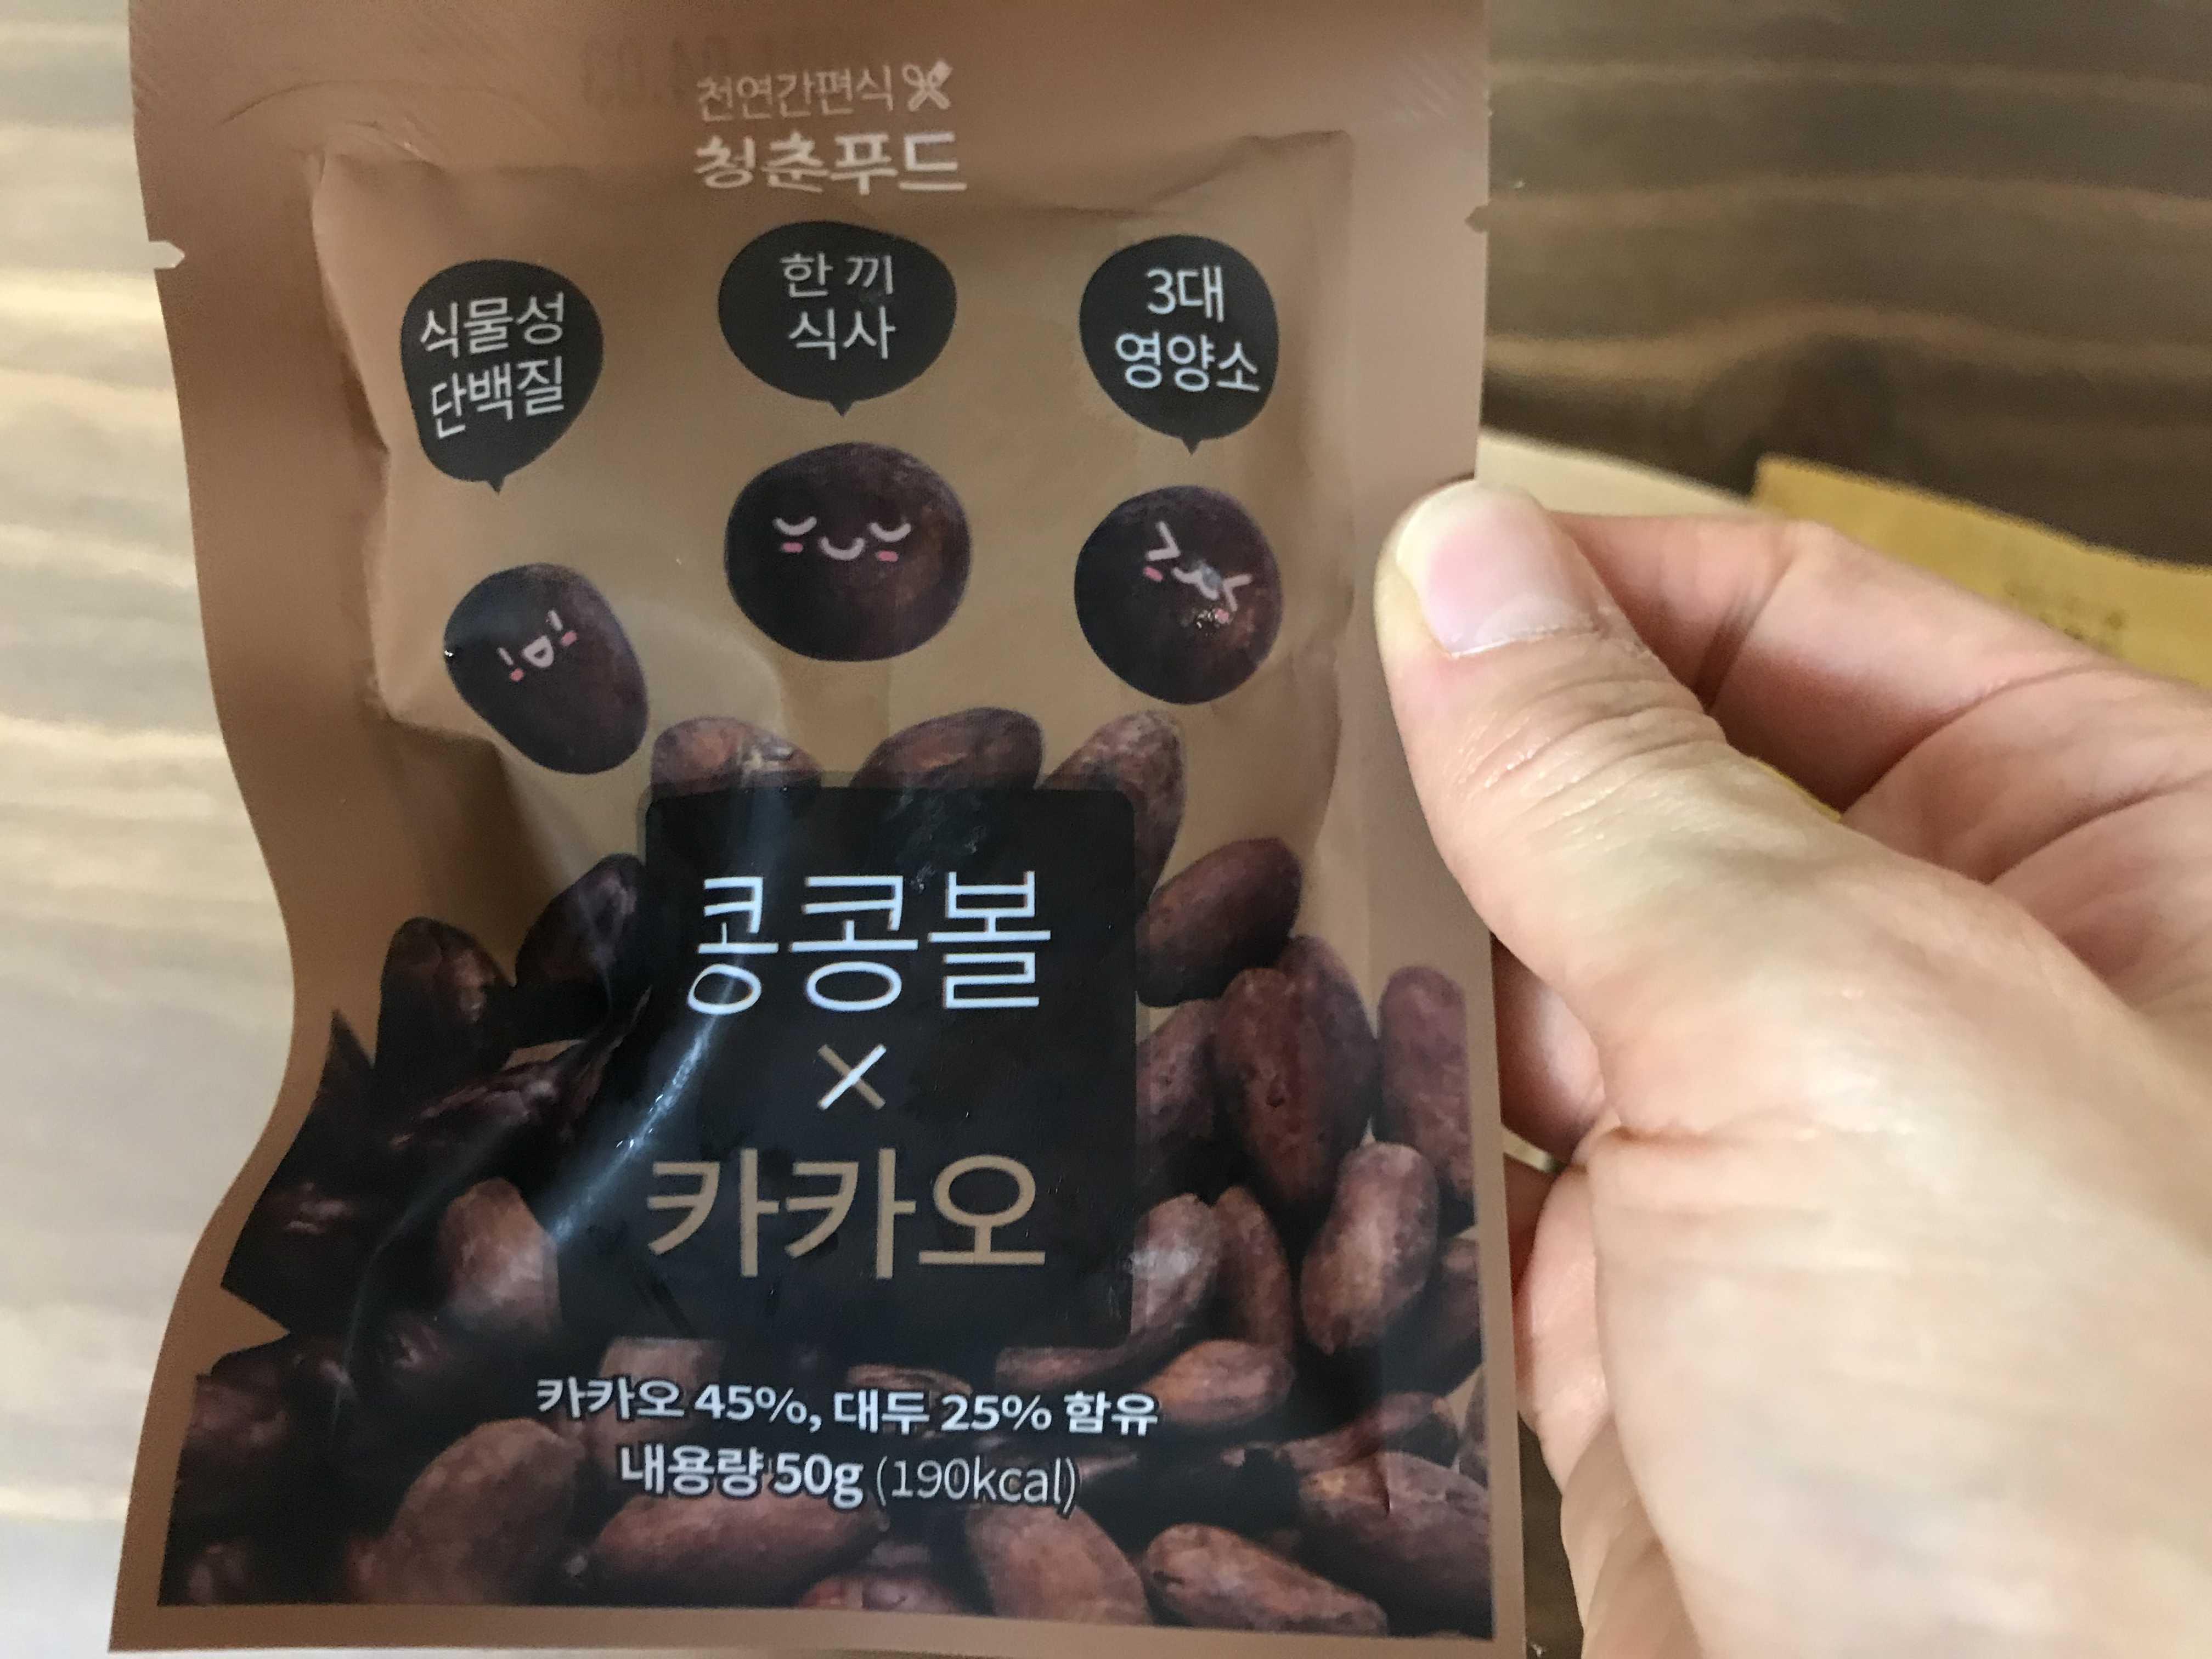 천연간편식
청춘푸드
식물성
단백질
한 끼
식사
3대
영양소
콩콩볼
×
카카오
카카오 45%, 대두 25% 함유
내용량 50g (190kcal)